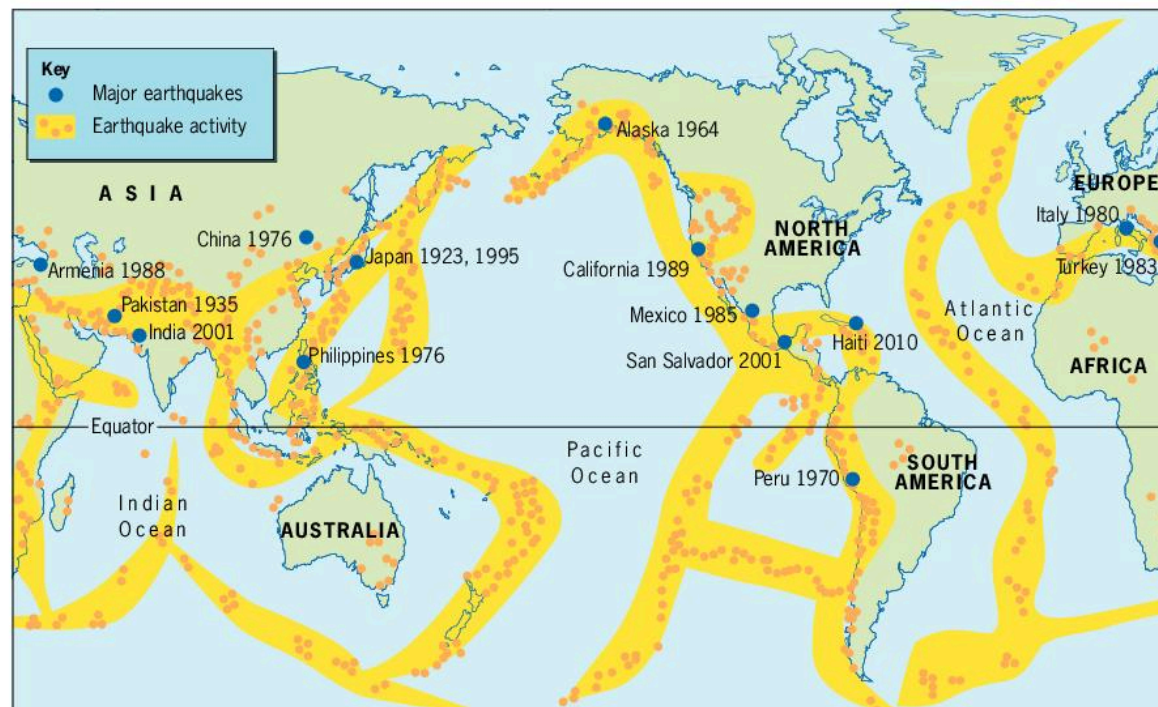 Key
Major earthquakes
Earthquake activity
ASIA
China 1976
Japan 1923, 1995
Armenia 1988
Pakistan 1935
India 2001
Philippines 1976
Equator
Indian
Ocean
AUSTRALIA
Pacific
Ocean
Alaska 1964
NORTH
AMERICA
California 1989
Mexico 1985
San Salvador 2001
Haiti 2010
Peru 1970
SOUTH
AMERICA
Atlantic
Ocean
EUROPE
Italy 1980
Turkey 1983
AFRICA